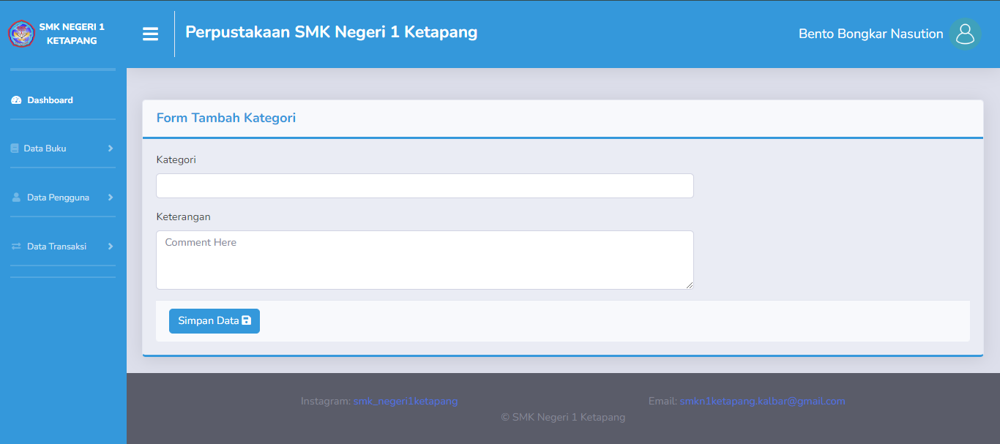 SMK NEGERI 1
KETAPANG
Perpustakaan SMK Negeri 1 Ketapang
Bento Bongkar Nasution
Dashboard
Data Buku
Data Pengguna
Data Transaksi
Form Tambah Kategori
Kategori
Keterangan
Comment Here
Simpan Data
Instagram: smk_negeri1ketapang
Email: smkn1ketapang.kalbar@gmail.com
© SMK Negeri 1 Ketapang